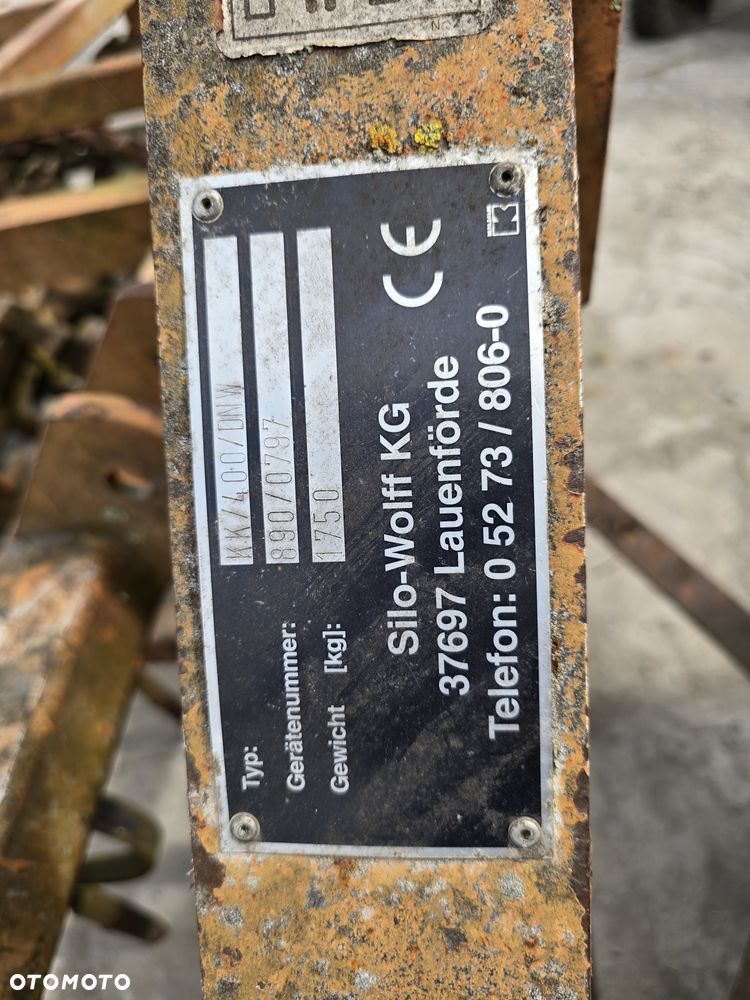 Typ: KK/400/DNW
Gerätenummer: 890/0797
Gewicht [kg]: 1750
CE
Silo-Wolff KG
37697 Lauenförde
Telefon: 0 52 73 / 806-0
OTOMOTO